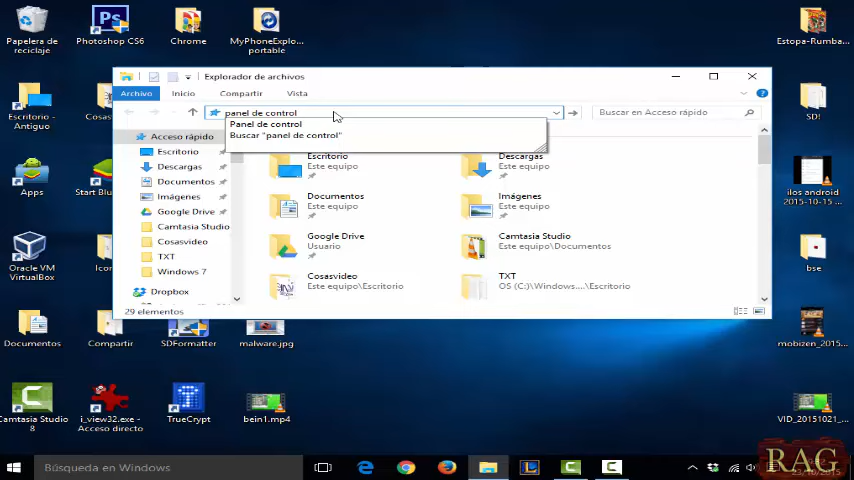 Papelera de reciclaje
Photoshop CS6
Chrome
MyPhoneExplo... portable
Estopa-Rumba...
Explorador de archivos
Archivo
Inicio
Compartir
Vista
panel de control
Buscar en Acceso rápido
Panel de control
Buscar "panel de control"
Escritorio - Antiguo
Cosas
SD!
Acceso rápido
Escritorio
Descargas
Documentos
Imágenes
Google Drive
Camtasia Studio
Cosasvideo
TXT
Windows 7
Dropbox
Escritorio
Este equipo
Descargas
Este equipo
Documentos
Este equipo
Imágenes
Este equipo
Google Drive
Usuario
Camtasia Studio
Este equipo\Documentos
Cosasvideo
Este equipo\Escritorio
TXT
OS (C:)\Windows....\Escritorio
29 elementos
Apps
Start Blu
ilos android
2015-10-15 ...
Oracle VM
VirtualBox
Icon
bse
Documentos
Compartir
SDFormatter
malware.jpg
mobizen_2015...
Camtasia Studio
8
i_view32.exe -
Acceso directo
TrueCrypt
bein1.mp4
VID_20151021_...
Búsqueda en Windows
RAG